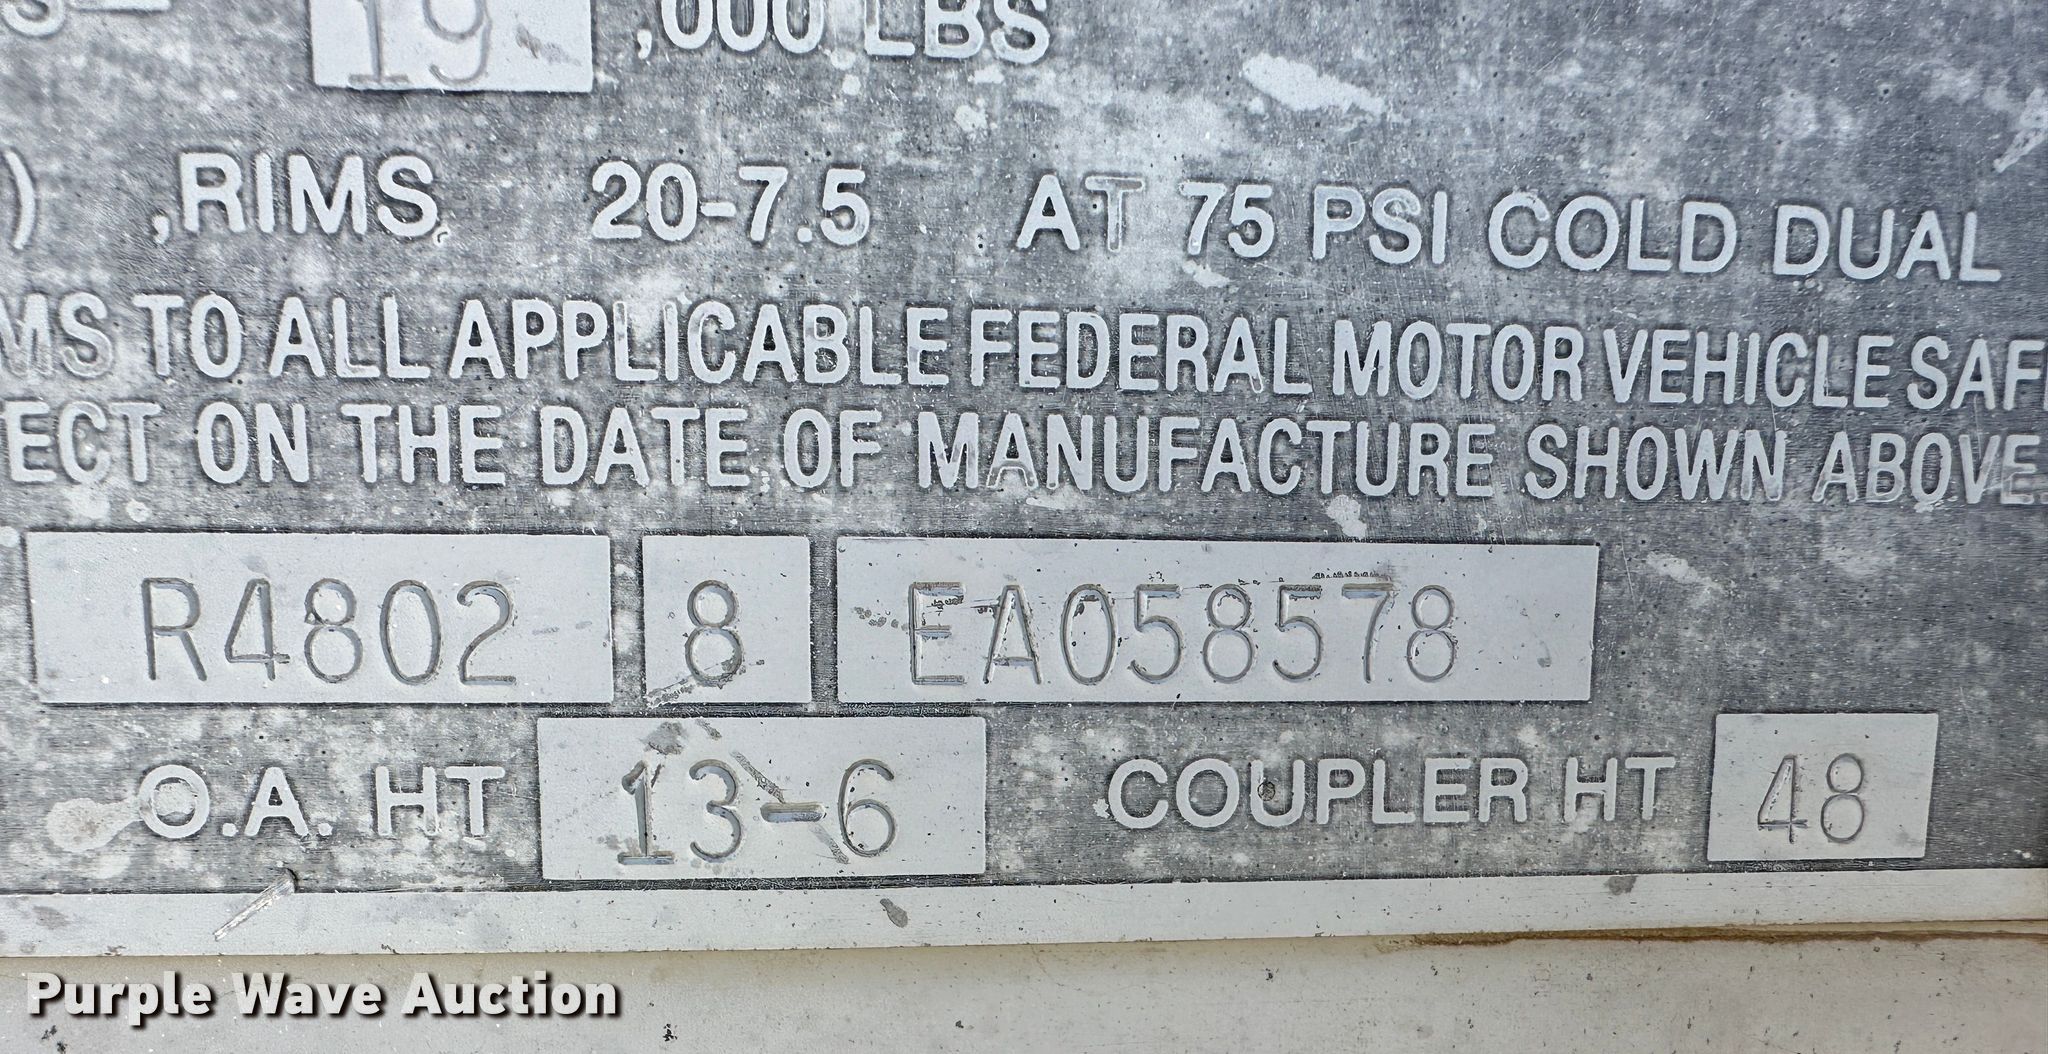 19 ,000 LBS
) ,RIMS 20-7.5 AT 75 PSI COLD DUAL
MS TO ALL APPLICABLE FEDERAL MOTOR VEHICLE SAF
ECT ON THE DATE OF MANUFACTURE SHOWN ABOVE.
R4802 8 EA058578
O.A. HT 13-6 COUPLER HT 48
Purple Wave Auction